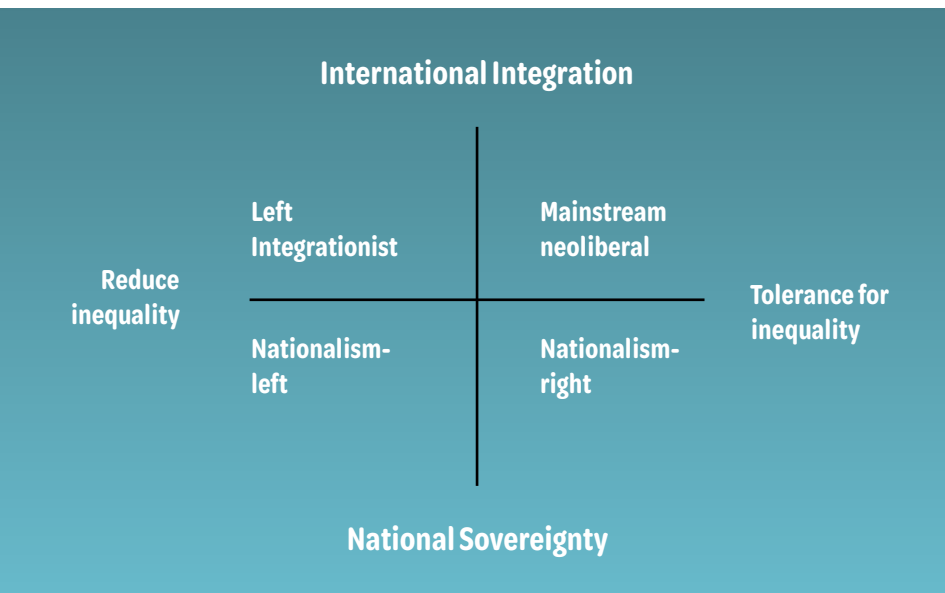 International Integration
Left
Integrationist
Mainstream
neoliberal
Reduce
inequality
Tolerance for
inequality
Nationalism-
left
Nationalism-
right
National Sovereignty